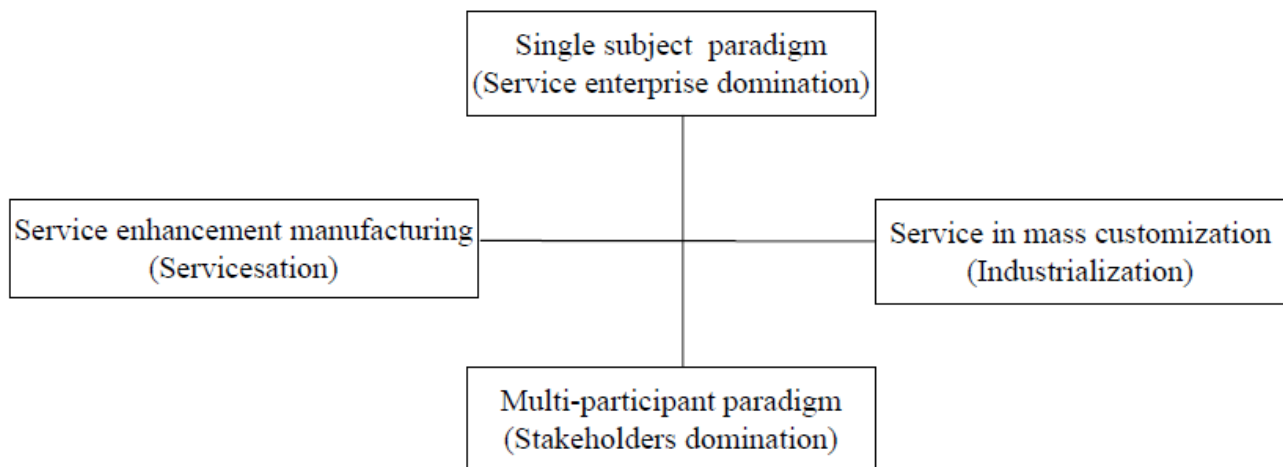 Single subject paradigm
(Service enterprise domination)
Service enhancement manufacturing
(Servicesation)
Service in mass customization
(Industrialization)
Multi-participant paradigm
(Stakeholders domination)